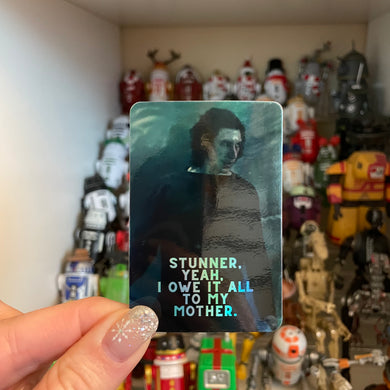 STUNNER,
YEAH,
I OWE IT ALL
TO MY
MOTHER.